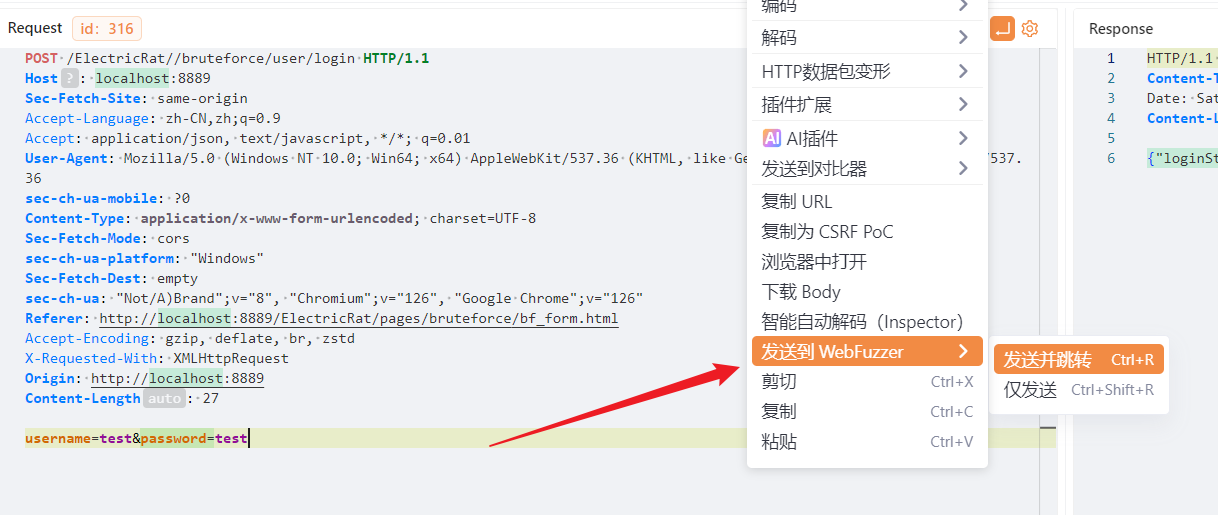 Request id: 316
POST /ElectricRat//bruteforce/user/login HTTP/1.1
Host ? : localhost:8889
Sec-Fetch-Site: same-origin
Accept-Language: zh-CN,zh;q=0.9
Accept: application/json, text/javascript, */*; q=0.01
User-Agent: Mozilla/5.0 (Windows NT 10.0; Win64; x64) AppleWebKit/537.36 (KHTML, like Ge
/537.
36
sec-ch-ua-mobile: ?0
Content-Type: application/x-www-form-urlencoded; charset=UTF-8
Sec-Fetch-Mode: cors
sec-ch-ua-platform: "Windows"
Sec-Fetch-Dest: empty
sec-ch-ua: "Not/A)Brand";v="8", "Chromium";v="126", "Google Chrome";v="126"
Referer: http://localhost:8889/ElectricRat/pages/bruteforce/bf_form.html
Accept-Encoding: gzip, deflate, br, zstd
X-Requested-With: XMLHttpRequest
Origin: http://localhost:8889
Content-Length auto : 27
username=test&password=test
编码
解码
HTTP数据包变形
插件扩展
AI AI插件
发送到对比器
复制 URL
复制为 CSRF PoC
浏览器中打开
下载 Body
智能自动解码（Inspector）
发送到 WebFuzzer
剪切 Ctrl+X
复制 Ctrl+C
粘贴 Ctrl+V
发送并跳转 Ctrl+R
仅发送 Ctrl+Shift+R
Response
1 HTTP/1.1
2 Content-T
3 Date: Sat
4 Content-L
5
6 {"loginSt